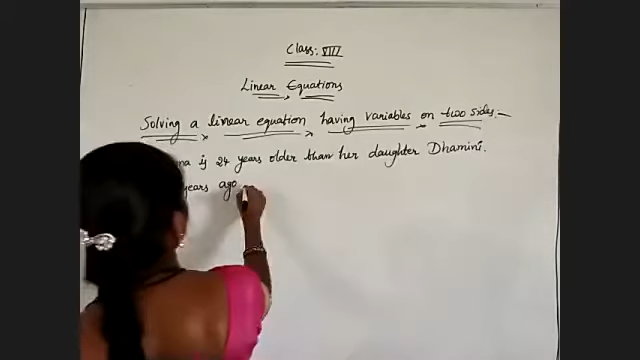 Class: VIII
Linear Equations
Solving a linear equation having variables on two sides:-
is 24 years older than her daughter Dhamini.
years ago